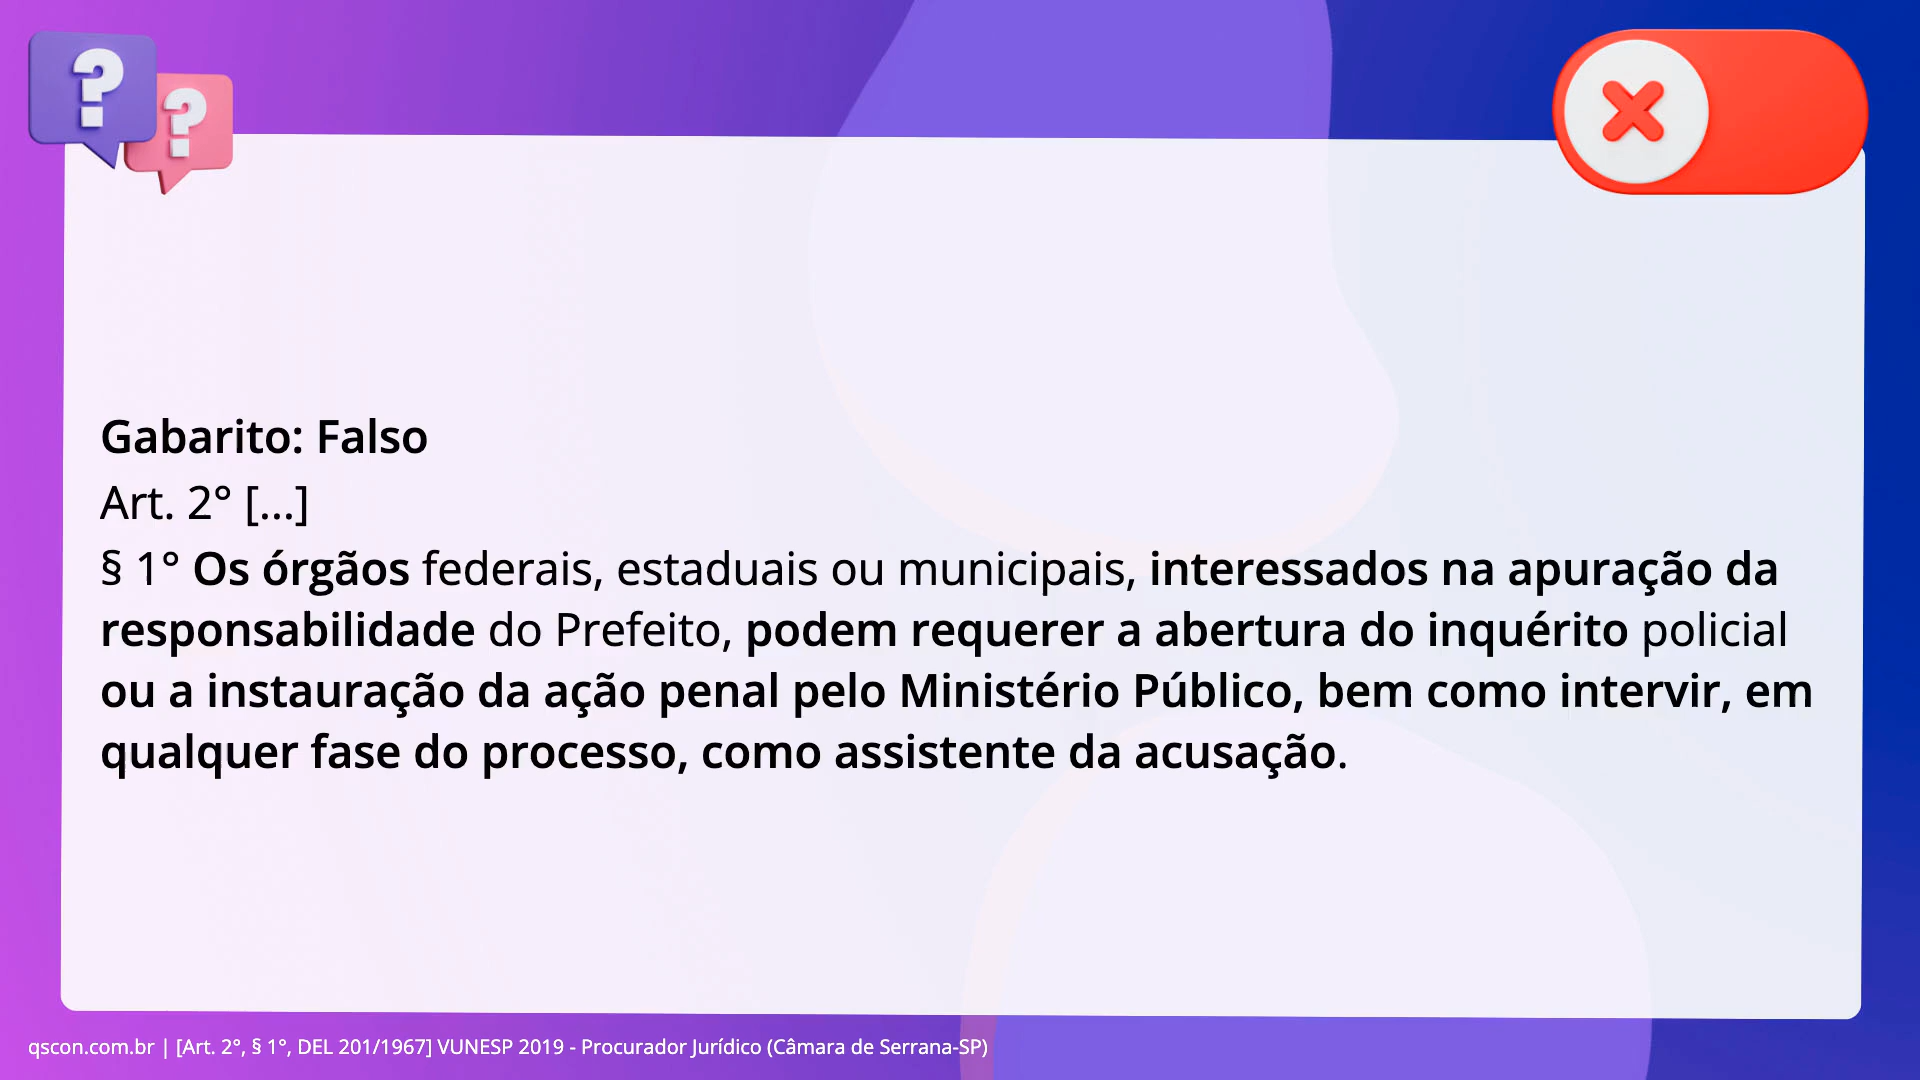 Gabarito: Falso
Art. 2° [...]
§ 1° Os órgãos federais, estaduais ou municipais, interessados na apuração da
responsabilidade do Prefeito, podem requerer a abertura do inquérito policial
ou a instauração da ação penal pelo Ministério Público, bem como intervir, em
qualquer fase do processo, como assistente da acusação.
qscon.com.br | [Art. 2°, § 1°, DEL 201/1967] VUNESP 2019 - Procurador Jurídico (Câmara de Serrana-SP)